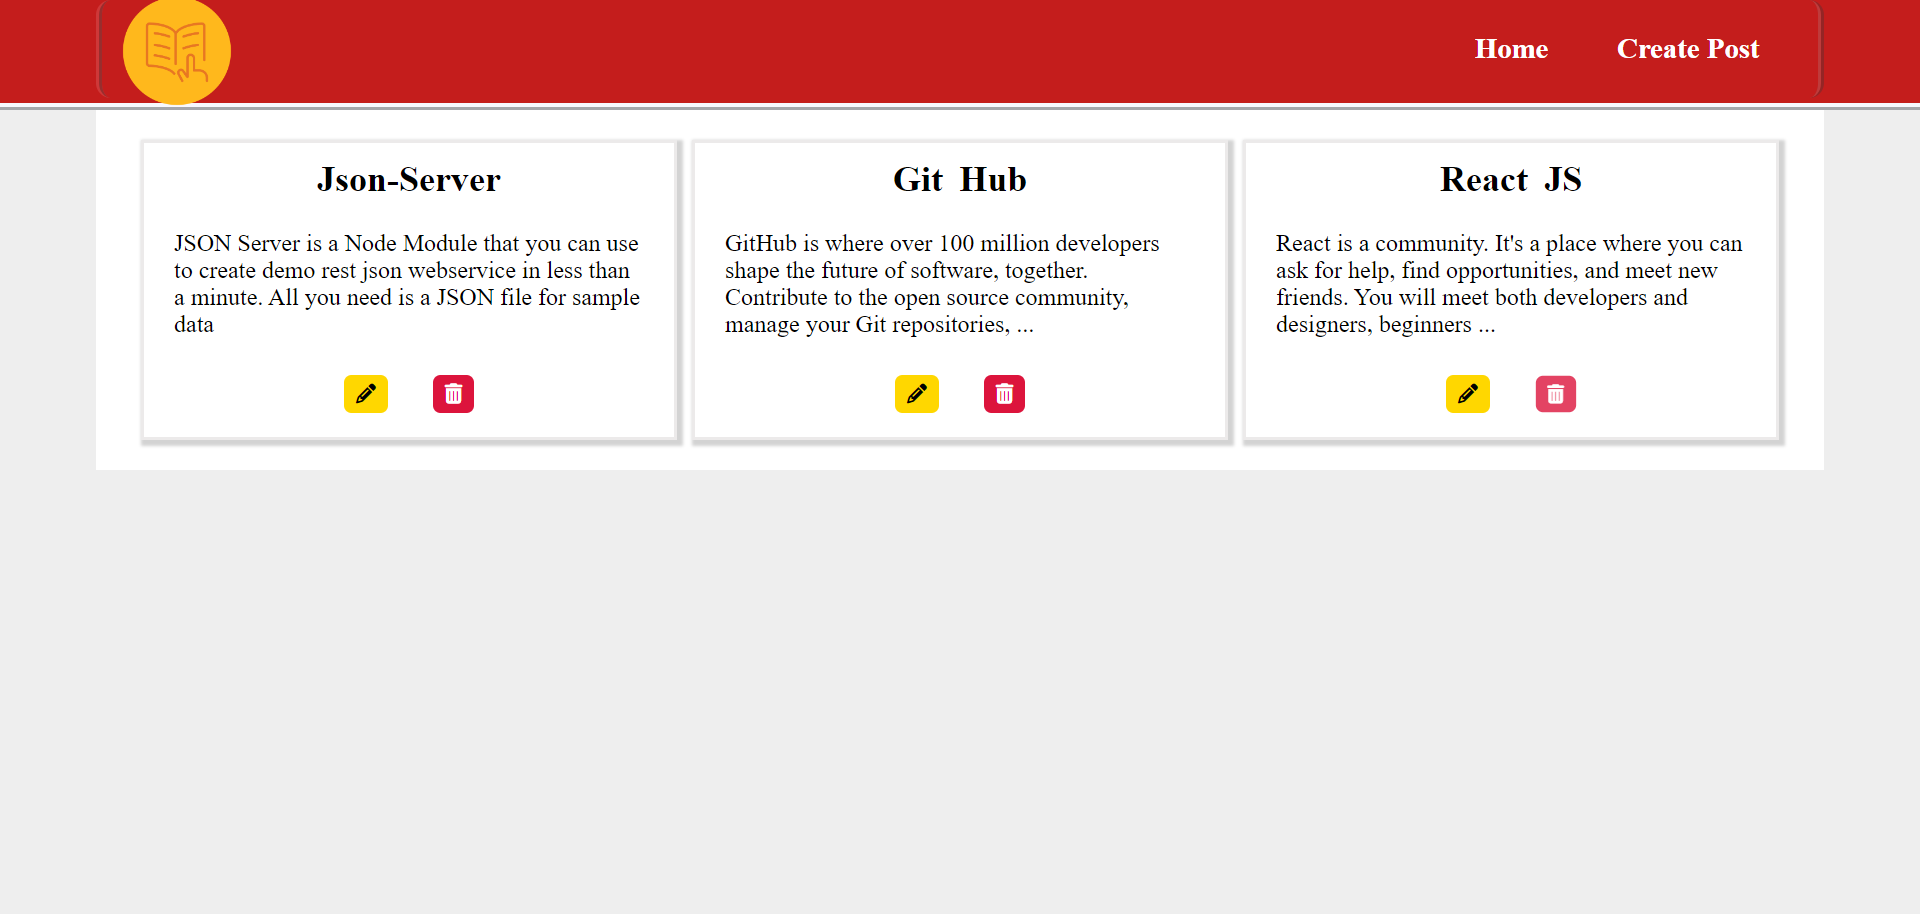 Home Create Post
Json-Server
JSON Server is a Node Module that you can use
to create demo rest json webservice in less than
a minute. All you need is a JSON file for sample
data
Git Hub
GitHub is where over 100 million developers
shape the future of software, together.
Contribute to the open source community,
manage your Git repositories, ...
React JS
React is a community. It's a place where you can
ask for help, find opportunities, and meet new
friends. You will meet both developers and
designers, beginners ...